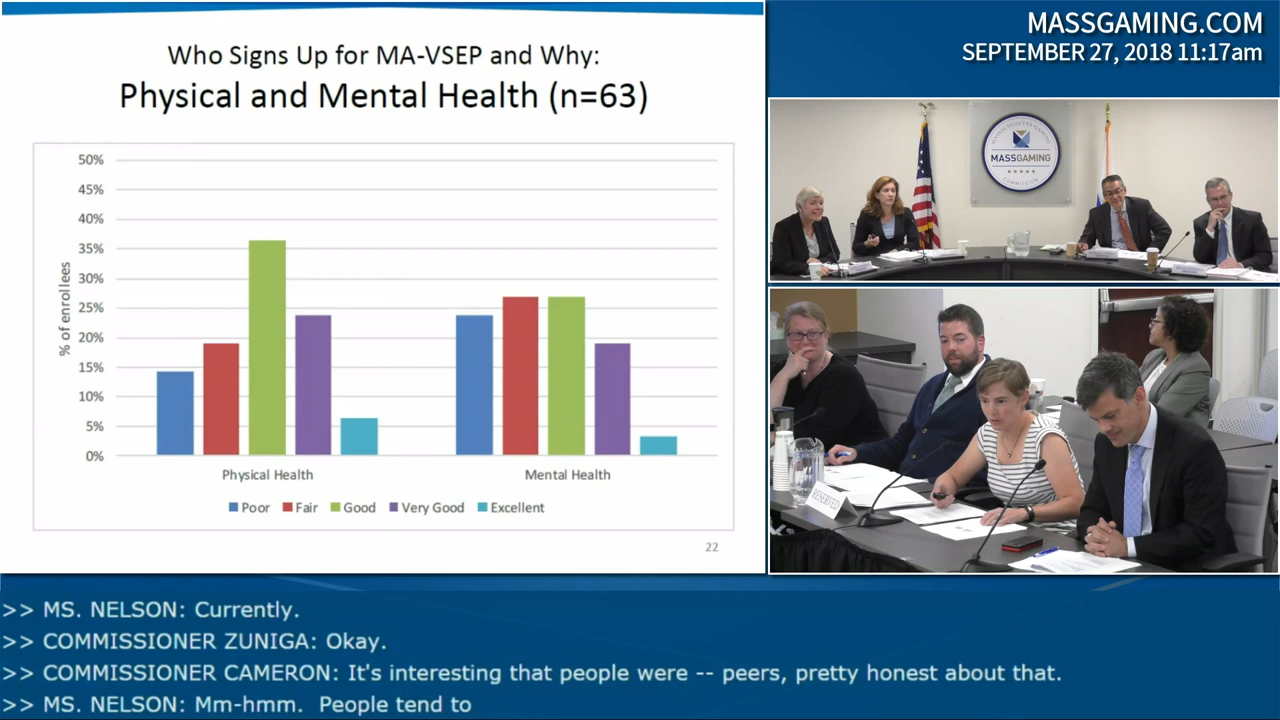 Who Signs Up for MA-VSEP and Why:
Physical and Mental Health (n=63)
50%
45%
40%
35%
30%
25%
20%
15%
10%
5%
0%
% of enrollees
Physical Health
Mental Health
Poor
Fair
Good
Very Good
Excellent
22
MASSGAMING.COM
SEPTEMBER 27, 2018 11:17am
MASSACHUSETTS GAMING
MASSGAMING
COMMISSION
RESERVED
>> MS. NELSON: Currently.
>> COMMISSIONER ZUNIGA: Okay.
>> COMMISSIONER CAMERON: It's interesting that people were -- peers, pretty honest about that.
>> MS. NELSON: Mm-hmm.  People tend to